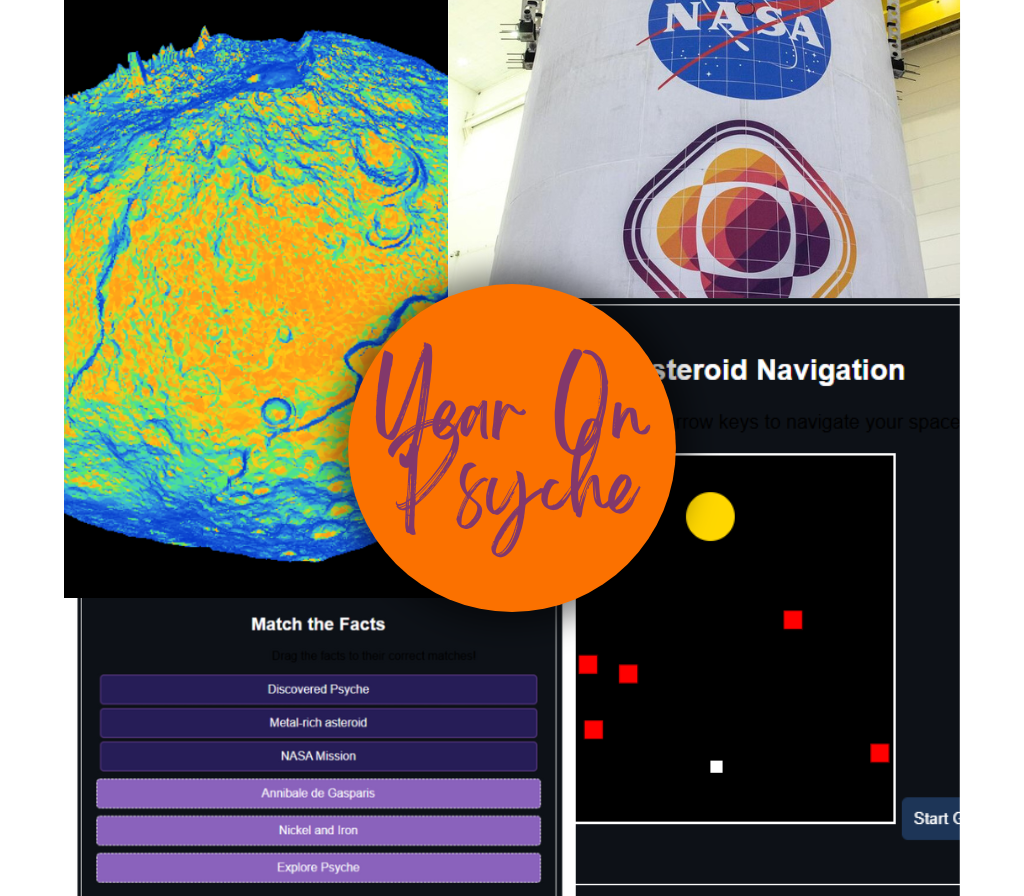 NASA
Year On
Psyche
steroid Navigation
rrow keys to navigate your space
Start G
Match the Facts
Drag the facts to their correct matches!
Discovered Psyche
Metal-rich asteroid
NASA Mission
Annibale de Gasparis
Nickel and Iron
Explore Psyche